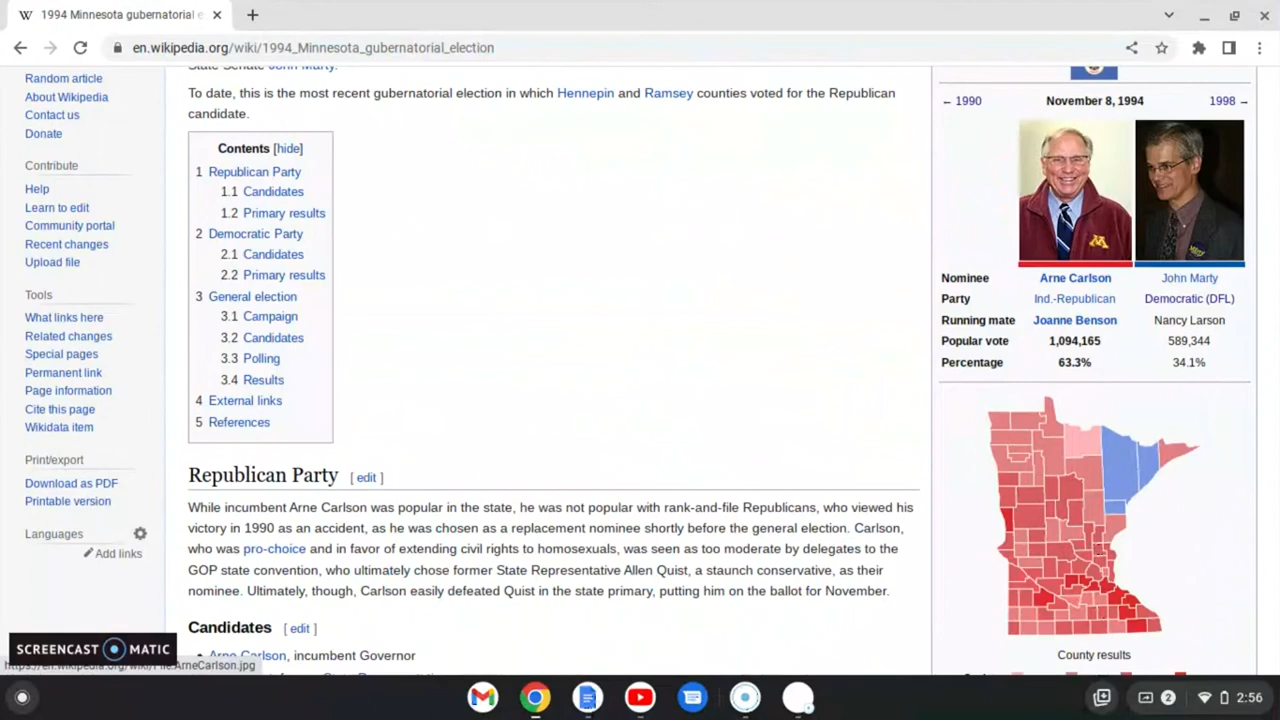 1994 Minnesota gubernatorial e
en.wikipedia.org/wiki/1994_Minnesota_gubernatorial_election
Random article
About Wikipedia
Contact us
Donate
Contribute
Help
Learn to edit
Community portal
Recent changes
Upload file
Tools
What links here
Related changes
Special pages
Permanent link
Page information
Cite this page
Wikidata item
Print/export
Download as PDF
Printable version
Languages
Add links
State Senate John Marty.
To date, this is the most recent gubernatorial election in which Hennepin and Ramsey counties voted for the Republican
candidate.
Contents [hide]
1 Republican Party
1.1 Candidates
1.2 Primary results
2 Democratic Party
2.1 Candidates
2.2 Primary results
3 General election
3.1 Campaign
3.2 Candidates
3.3 Polling
3.4 Results
4 External links
5 References
Republican Party [ edit ]
While incumbent Arne Carlson was popular in the state, he was not popular with rank-and-file Republicans, who viewed his
victory in 1990 as an accident, as he was chosen as a replacement nominee shortly before the general election. Carlson,
who was pro-choice and in favor of extending civil rights to homosexuals, was seen as too moderate by delegates to the
GOP state convention, who ultimately chose former State Representative Allen Quist, a staunch conservative, as their
nominee. Ultimately, though, Carlson easily defeated Quist in the state primary, putting him on the ballot for November.
Candidates [ edit ]
• Arne Carlson, incumbent Governor
← 1990 November 8, 1994 1998 →
Nominee Arne Carlson John Marty
Party Ind.-Republican Democratic (DFL)
Running mate Joanne Benson Nancy Larson
Popular vote 1,094,165 589,344
Percentage 63.3% 34.1%
County results
SCREENCAST MATIC
https://en.wikipedia.org/wiki/File:ArneCarlson.jpg
2
2:56